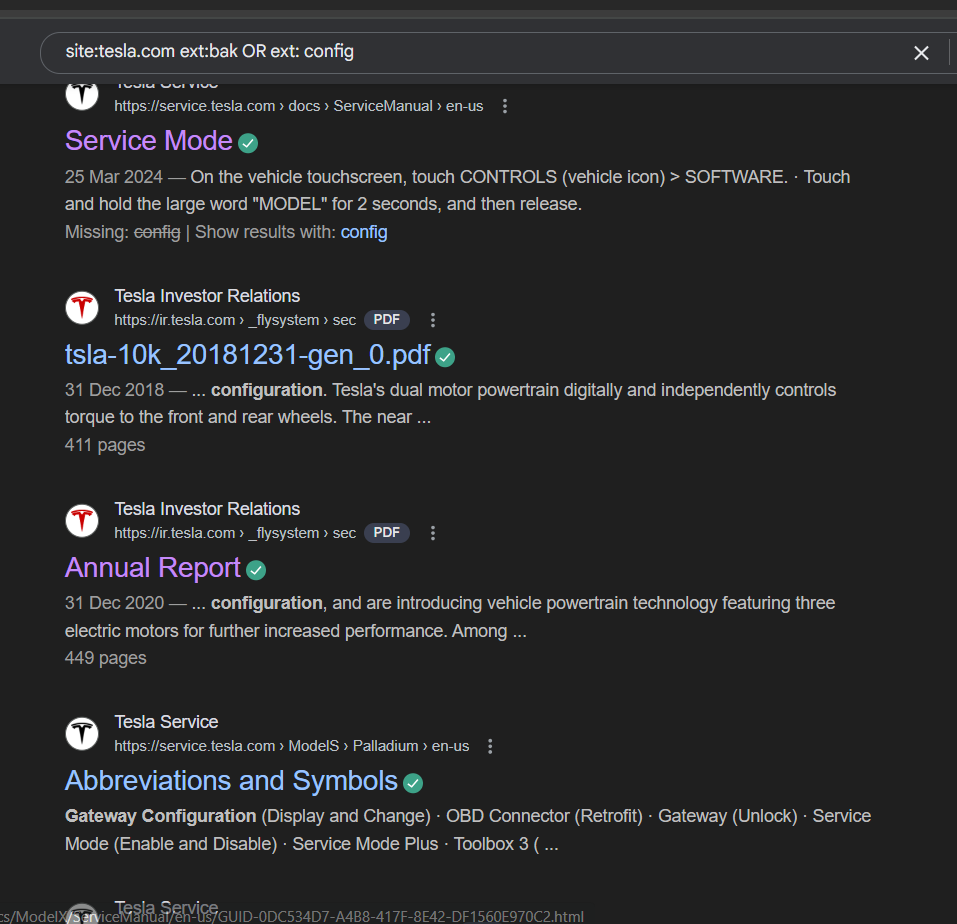 site:tesla.com ext:bak OR ext: config
Tesla Service
https://service.tesla.com › docs › ServiceManual › en-us
Service Mode
25 Mar 2024 — On the vehicle touchscreen, touch CONTROLS (vehicle icon) > SOFTWARE. · Touch
and hold the large word "MODEL" for 2 seconds, and then release.
Missing: config | Show results with: config
Tesla Investor Relations
https://ir.tesla.com › _flysystem › sec PDF
tsla-10k_20181231-gen_0.pdf
31 Dec 2018 — ... configuration. Tesla's dual motor powertrain digitally and independently controls
torque to the front and rear wheels. The near ...
411 pages
Tesla Investor Relations
https://ir.tesla.com › _flysystem › sec PDF
Annual Report
31 Dec 2020 — ... configuration, and are introducing vehicle powertrain technology featuring three
electric motors for further increased performance. Among ...
449 pages
Tesla Service
https://service.tesla.com › ModelS › Palladium › en-us
Abbreviations and Symbols
Gateway Configuration (Display and Change) · OBD Connector (Retrofit) · Gateway (Unlock) · Service
Mode (Enable and Disable) · Service Mode Plus · Toolbox 3 ( ...
Tesla Service
cs/ModelX/ServiceManual/en-us/GUID-0DC534D7-A4B8-417F-8E42-DF1560E970C2.html